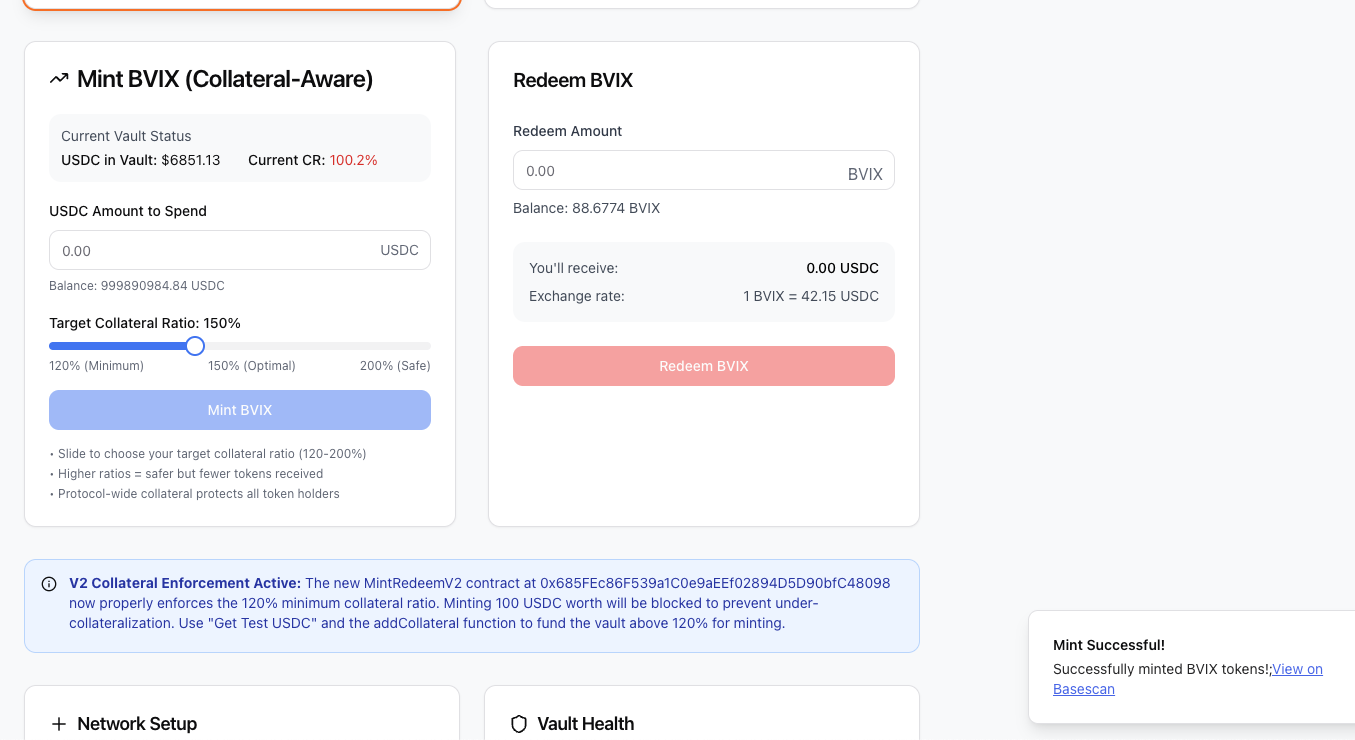 Mint BVIX (Collateral-Aware)
Current Vault Status
USDC in Vault: $6851.13 Current CR: 100.2%
USDC Amount to Spend
0.00 USDC
Balance: 999890984.84 USDC
Target Collateral Ratio: 150%
120% (Minimum) 150% (Optimal) 200% (Safe)
Mint BVIX
• Slide to choose your target collateral ratio (120-200%)
• Higher ratios = safer but fewer tokens received
• Protocol-wide collateral protects all token holders
Redeem BVIX
Redeem Amount
0.00 BVIX
Balance: 88.6774 BVIX
You'll receive: 0.00 USDC
Exchange rate: 1 BVIX = 42.15 USDC
Redeem BVIX
V2 Collateral Enforcement Active: The new MintRedeemV2 contract at 0x685FEc86F539a1C0e9aEEf02894D5D90bfC48098
now properly enforces the 120% minimum collateral ratio. Minting 100 USDC worth will be blocked to prevent under-
collateralization. Use "Get Test USDC" and the addCollateral function to fund the vault above 120% for minting.
Network Setup
Vault Health
Mint Successful!
Successfully minted BVIX tokens!;View on
Basescan